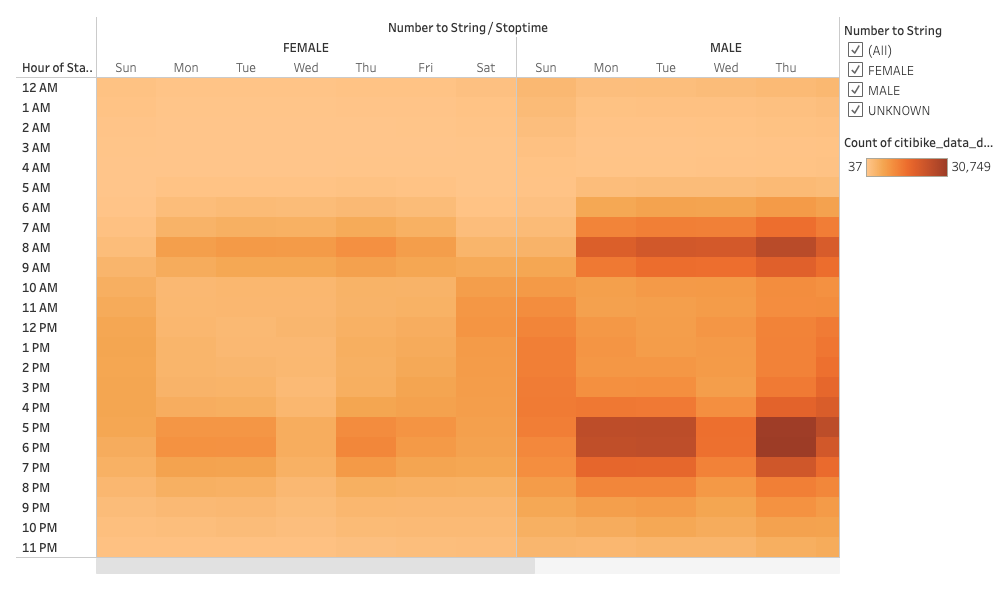 Number to String / Stoptime
FEMALE MALE
Hour of Sta.. Sun Mon Tue Wed Thu Fri Sat Sun Mon Tue Wed Thu
12 AM
1 AM
2 AM
3 AM
4 AM
5 AM
6 AM
7 AM
8 AM
9 AM
10 AM
11 AM
12 PM
1 PM
2 PM
3 PM
4 PM
5 PM
6 PM
7 PM
8 PM
9 PM
10 PM
11 PM
Number to String
(All)
FEMALE
MALE
UNKNOWN
Count of citibike_data_d...
37 30,749